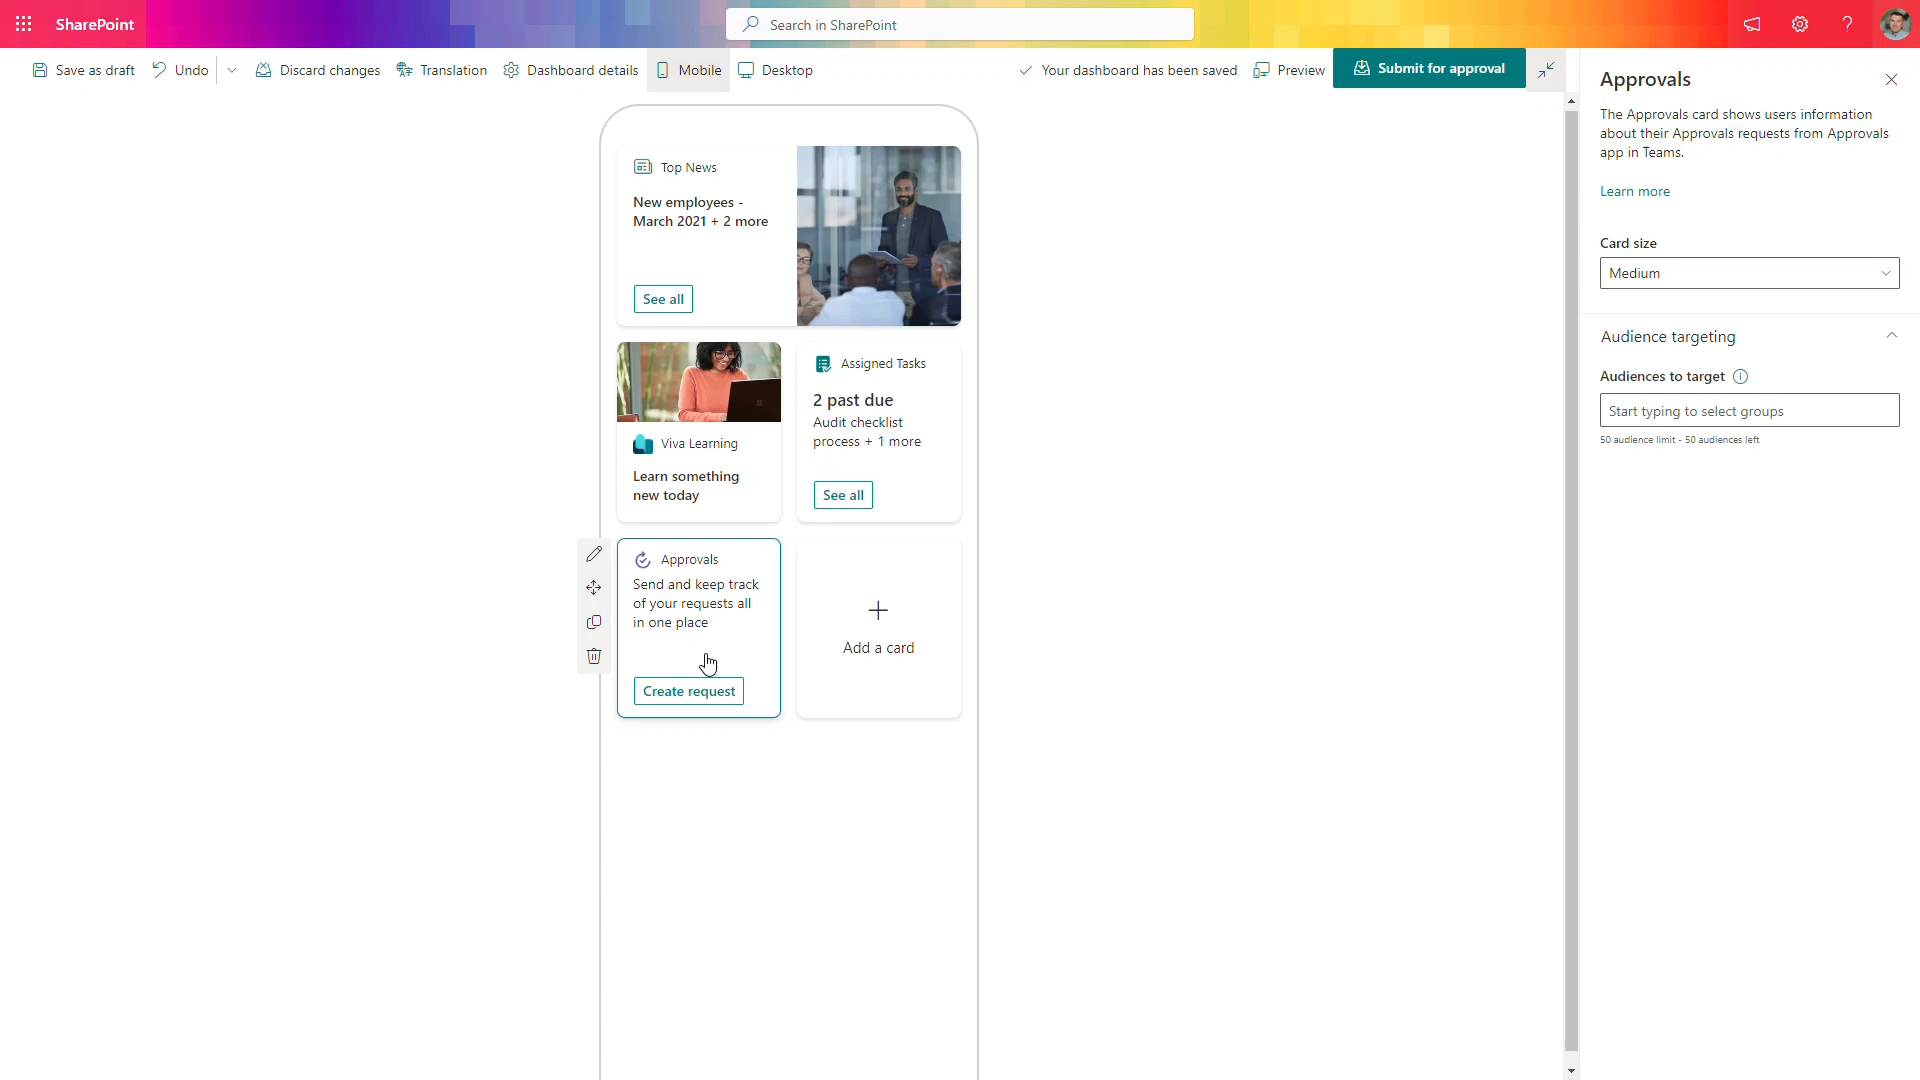 SharePoint
Search in SharePoint
Save as draft
Undo
Discard changes
Translation
Dashboard details
Mobile
Desktop
Your dashboard has been saved
Preview
Submit for approval
Top News
New employees -
March 2021 + 2 more
See all
Viva Learning
Learn something
new today
Assigned Tasks
2 past due
Audit checklist
process + 1 more
See all
Approvals
Send and keep track
of your requests all
in one place
Create request
Add a card
Approvals
The Approvals card shows users information
about their Approvals requests from Approvals
app in Teams.
Learn more
Card size
Medium
Audience targeting
Audiences to target
Start typing to select groups
50 audience limit - 50 audiences left